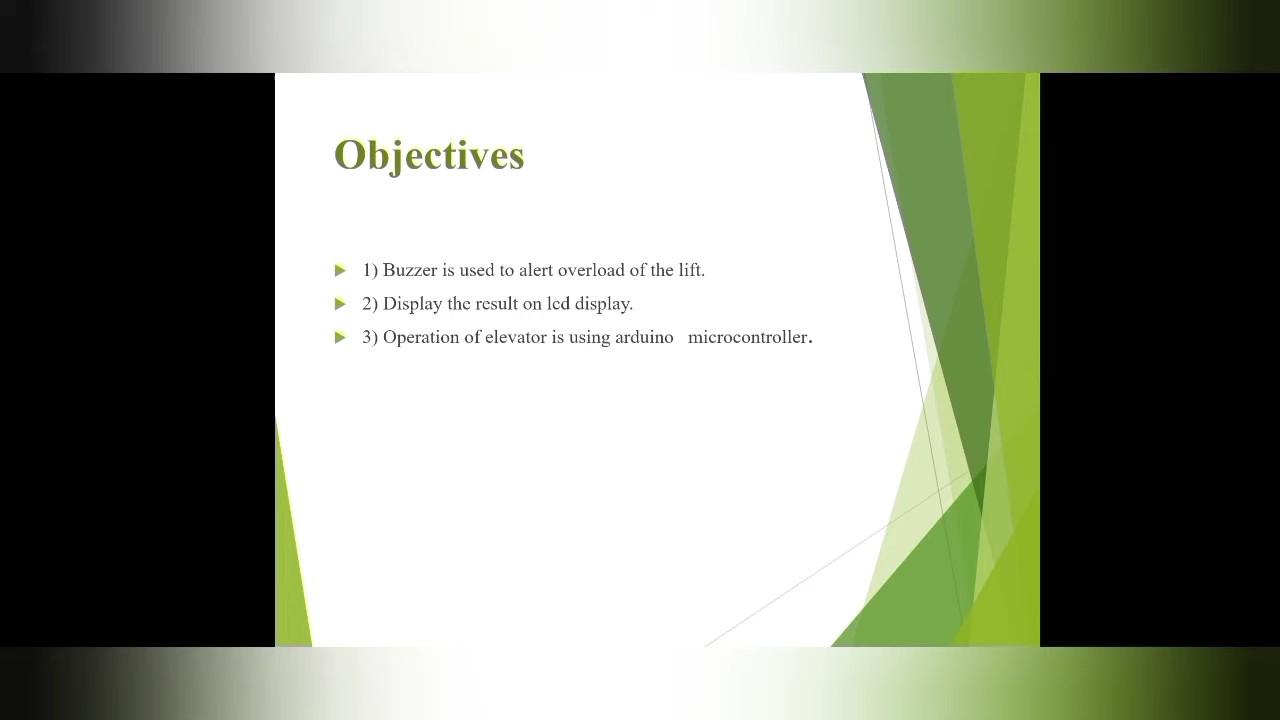 Objectives
1) Buzzer is used to alert overload of the lift.
2) Display the result on lcd display.
3) Operation of elevator is using arduino microcontroller.